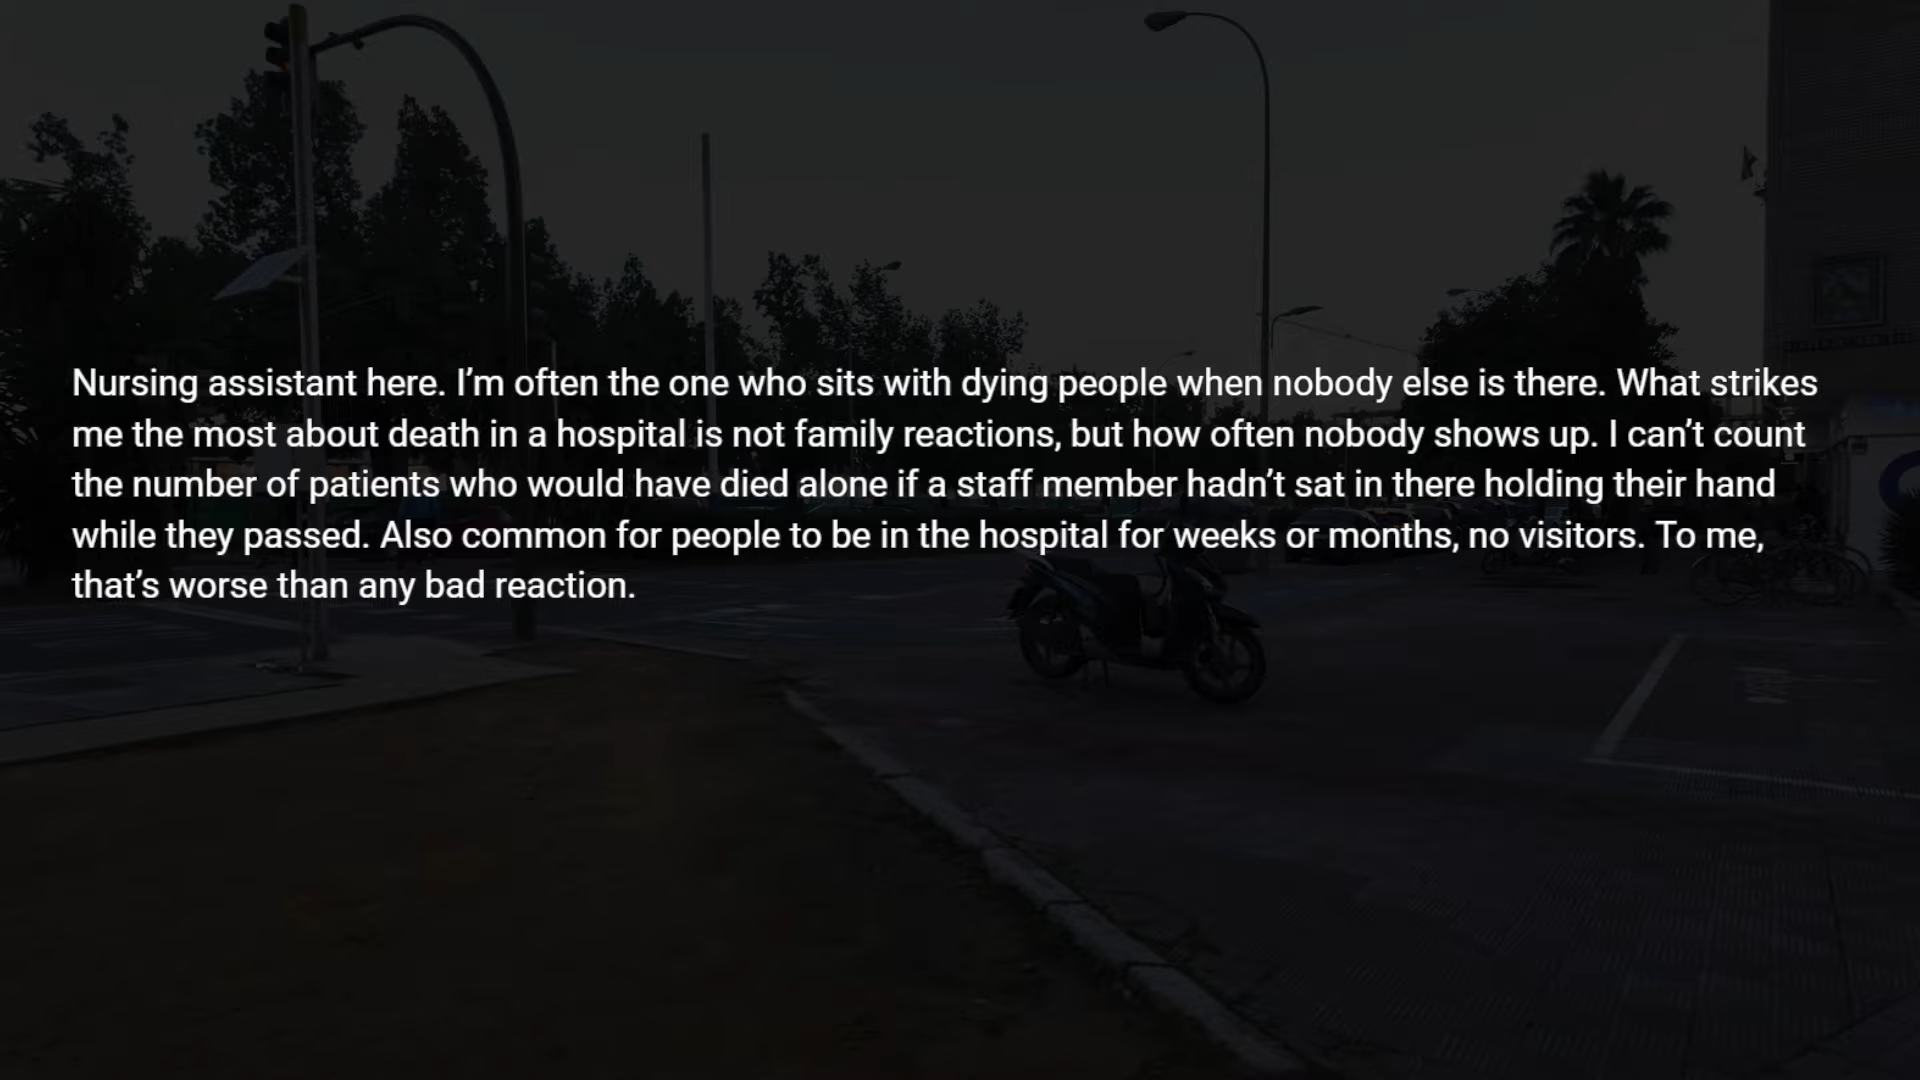 Nursing assistant here. I’m often the one who sits with dying people when nobody else is there. What strikes
me the most about death in a hospital is not family reactions, but how often nobody shows up. I can’t count
the number of patients who would have died alone if a staff member hadn’t sat in there holding their hand
while they passed. Also common for people to be in the hospital for weeks or months, no visitors. To me,
that’s worse than any bad reaction.